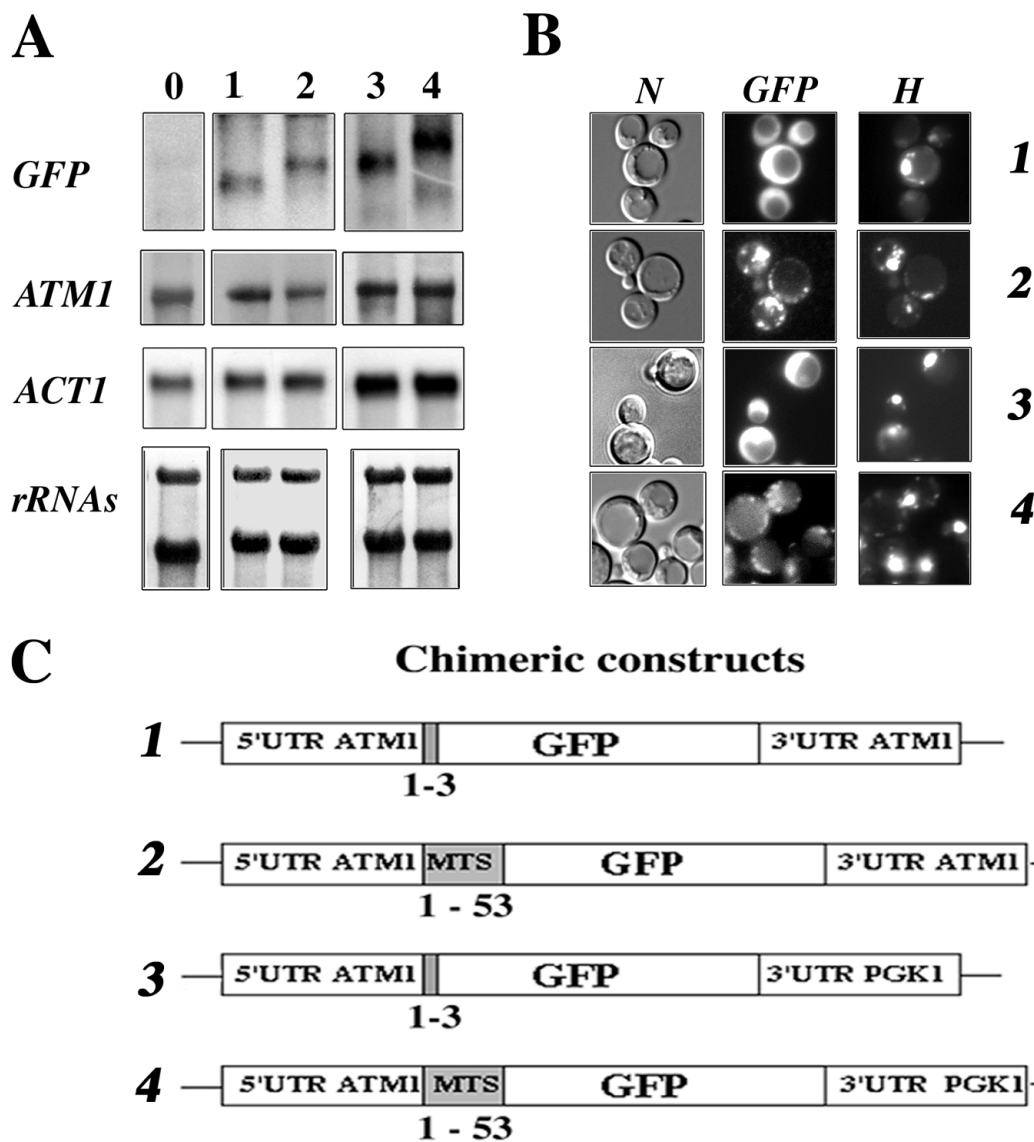 A
B
0 1 2 3 4
N GFP H
GFP
ATM1
ACT1
rRNAs
1
2
3
4
C
Chimeric constructs
1 5'UTR ATM1 GFP 3'UTR ATM1
1-3
2 5'UTR ATM1 MTS GFP 3'UTR ATM1
1 - 53
3 5'UTR ATM1 GFP 3'UTR PGK1
1-3
4 5'UTR ATM1 MTS GFP 3'UTR PGK1
1 - 53